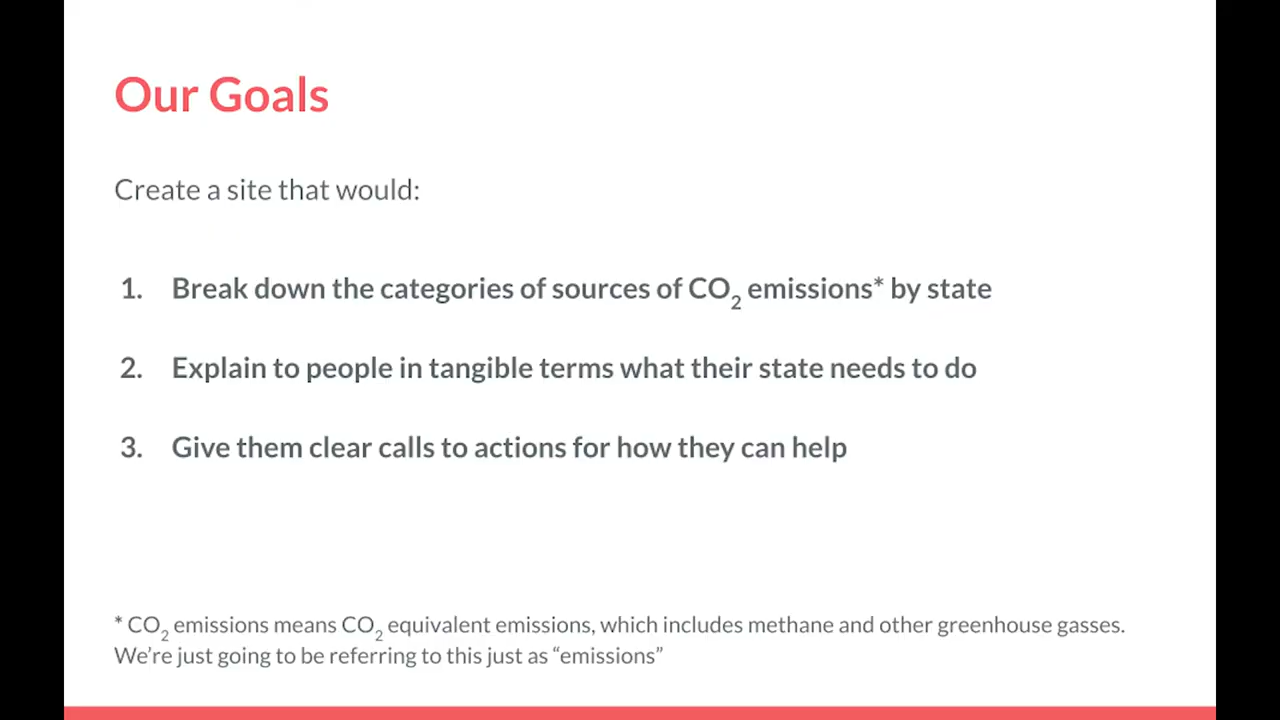 Our Goals
Create a site that would:
1. Break down the categories of sources of CO₂ emissions* by state
2. Explain to people in tangible terms what their state needs to do
3. Give them clear calls to actions for how they can help
* CO₂ emissions means CO₂ equivalent emissions, which includes methane and other greenhouse gasses.
We’re just going to be referring to this just as “emissions”